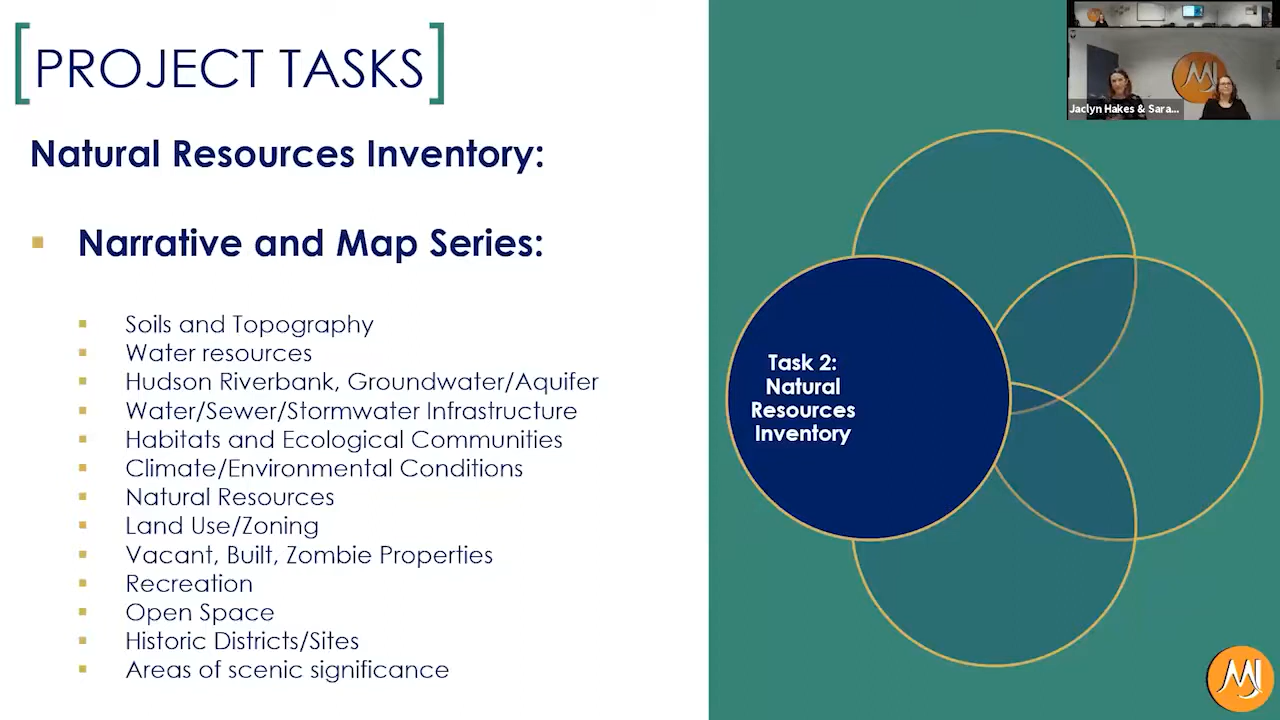 [PROJECT TASKS]
Natural Resources Inventory:
Narrative and Map Series:
Soils and Topography
Water resources
Hudson Riverbank, Groundwater/Aquifer
Water/Sewer/Stormwater Infrastructure
Habitats and Ecological Communities
Climate/Environmental Conditions
Natural Resources
Land Use/Zoning
Vacant, Built, Zombie Properties
Recreation
Open Space
Historic Districts/Sites
Areas of scenic significance
Task 2:
Natural
Resources
Inventory
Jaclyn Hakes & Sara...
MJ
MJ